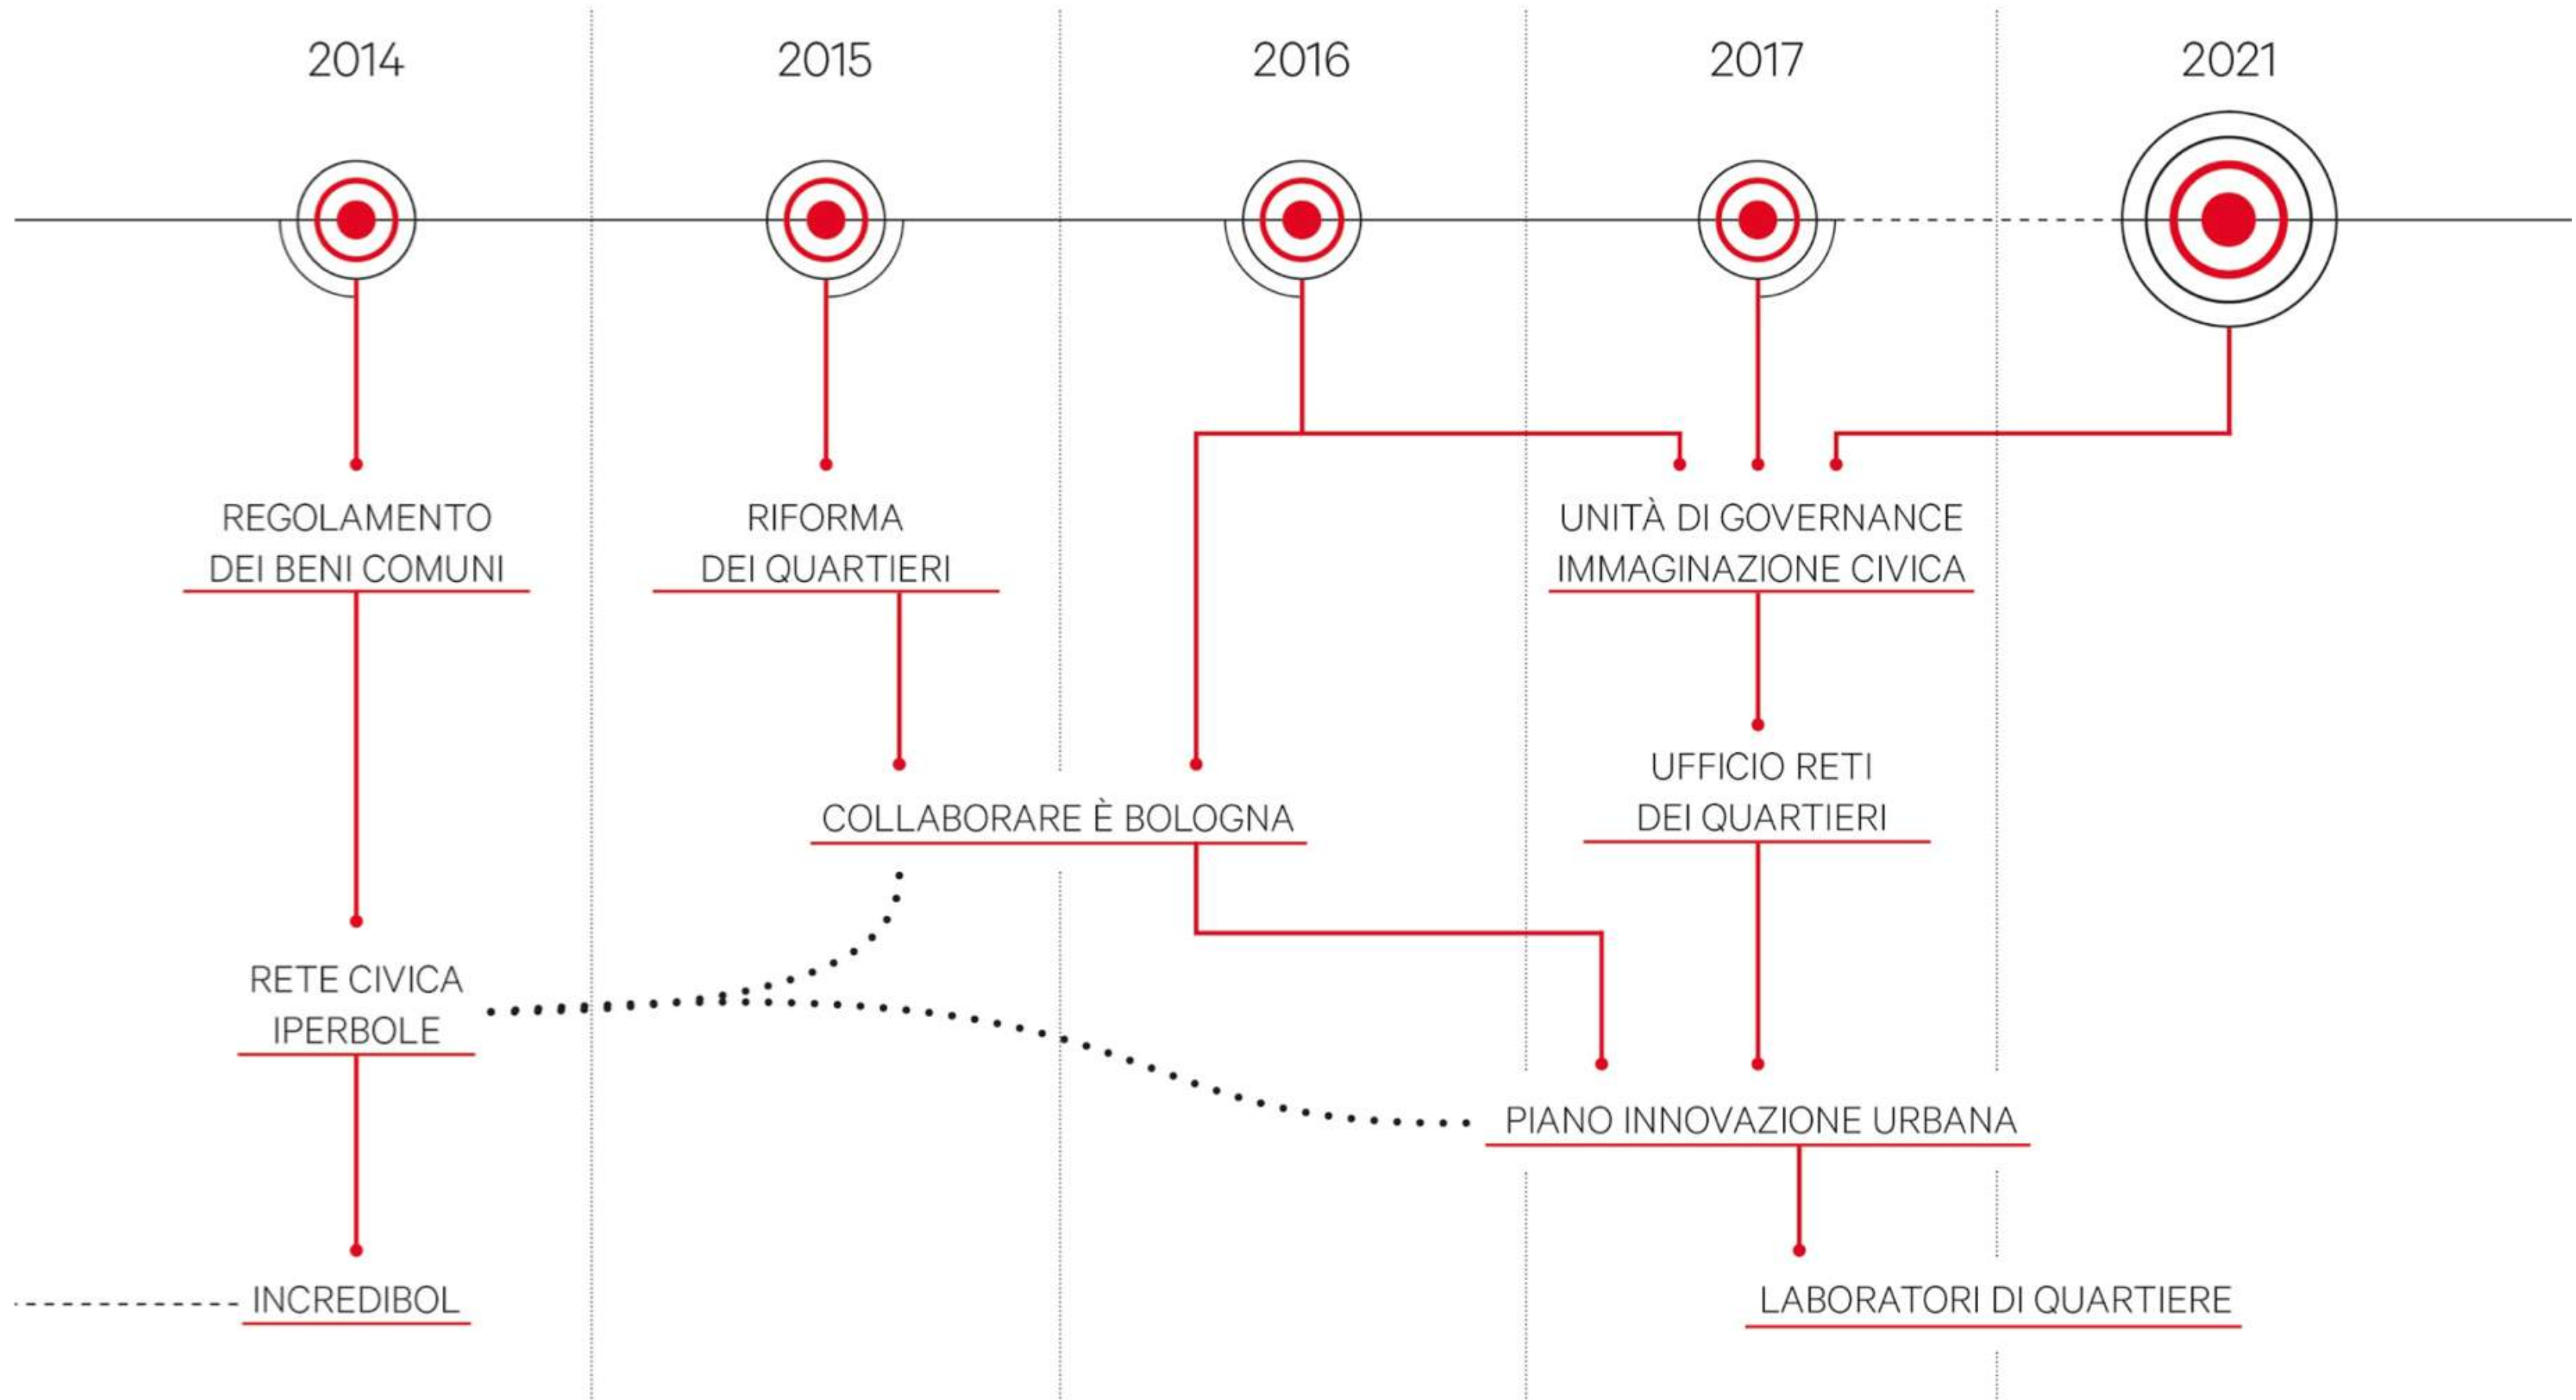 2014
2015
2016
2017
2021
REGOLAMENTO
DEI BENI COMUNI
RIFORMA
DEI QUARTIERI
UNITÀ DI GOVERNANCE
IMMAGINAZIONE CIVICA
COLLABORARE È BOLOGNA
UFFICIO RETI
DEI QUARTIERI
RETE CIVICA
IPERBOLE
PIANO INNOVAZIONE URBANA
INCREDIBOL
LABORATORI DI QUARTIERE